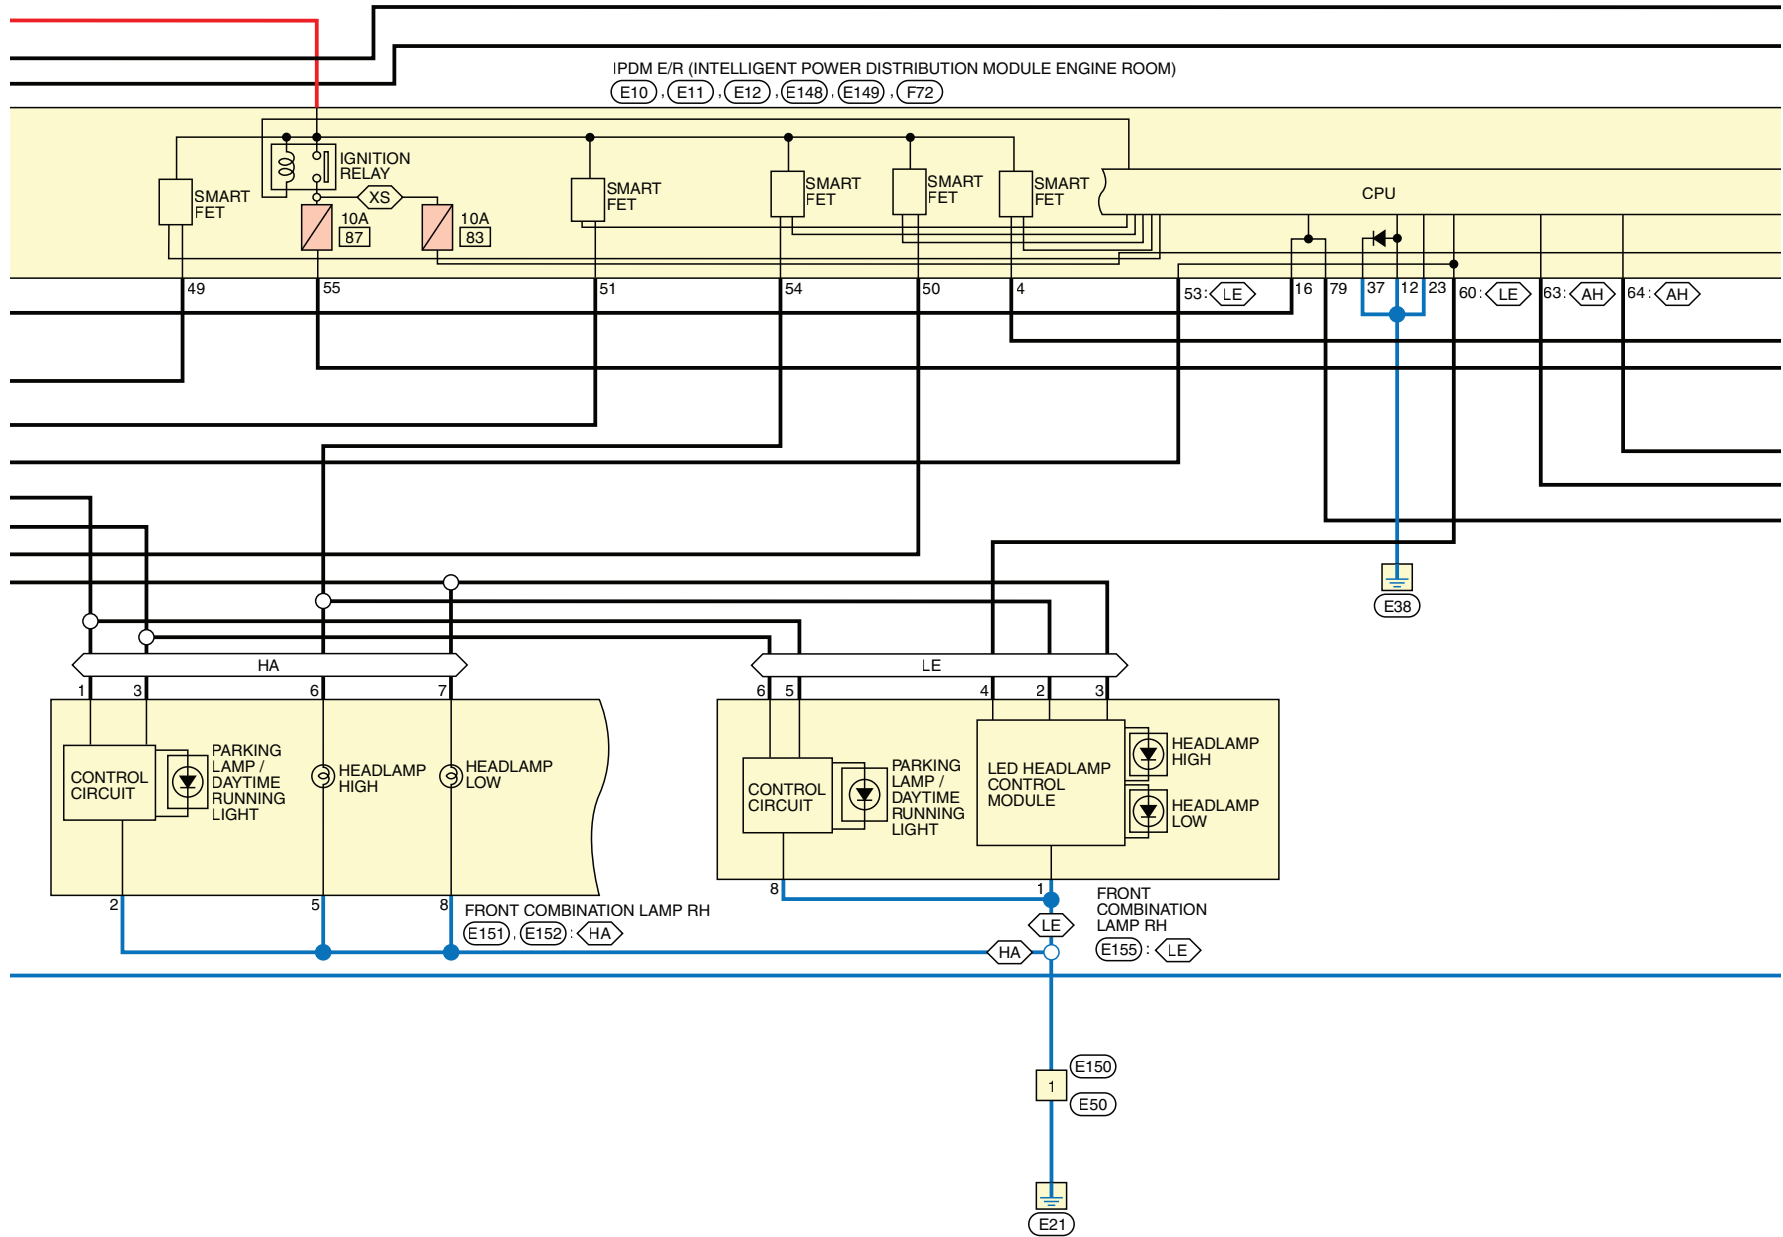 IPDM E/R (INTELLIGENT POWER DISTRIBUTION MODULE ENGINE ROOM)
E10 , E11 , E12 , E148 , E149 , F72
IGNITION
RELAY
SMART
FET
XS
10A
87
10A
83
SMART
FET
SMART
FET
SMART
FET
SMART
FET
CPU
49
55
51
54
50
4
53: LE
16
79
37
12
23
60: LE
63: AH
64: AH
E38
HA
LE
1
3
6
7
6
5
4
2
3
CONTROL
CIRCUIT
PARKING
LAMP /
DAYTIME
RUNNING
LIGHT
HEADLAMP
HIGH
HEADLAMP
LOW
CONTROL
CIRCUIT
PARKING
LAMP /
DAYTIME
RUNNING
LIGHT
LED HEADLAMP
CONTROL
MODULE
HEADLAMP
HIGH
HEADLAMP
LOW
2
5
8
FRONT COMBINATION LAMP RH
E151 , E152 : HA
8
1
LE
HA
FRONT
COMBINATION
LAMP RH
E155 : LE
E150
1
E50
E21